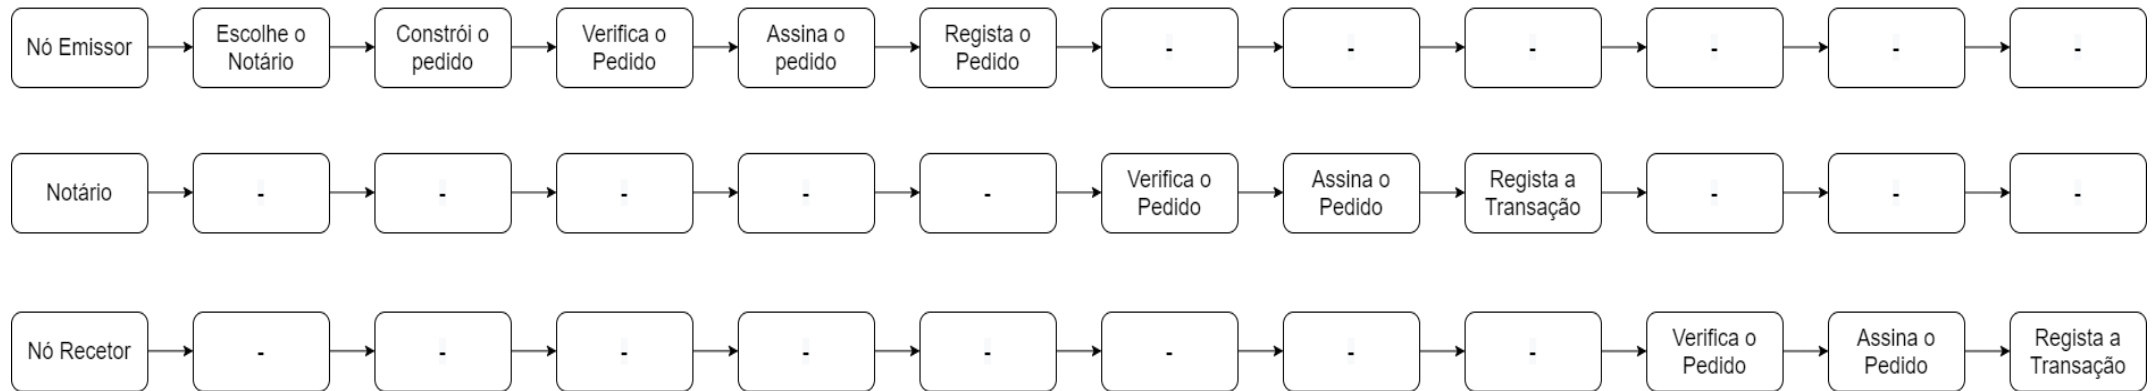 Nó Emissor
Escolhe o
Notário
Constrói o
pedido
Verifica o
Pedido
Assina o
pedido
Regista o
Pedido
-
-
-
-
-
-
Notário
-
-
-
-
-
Verifica o
Pedido
Assina o
Pedido
Regista a
Transação
-
-
-
Nó Recetor
-
-
-
-
-
-
-
-
Verifica o
Pedido
Assina o
Pedido
Regista a
Transação